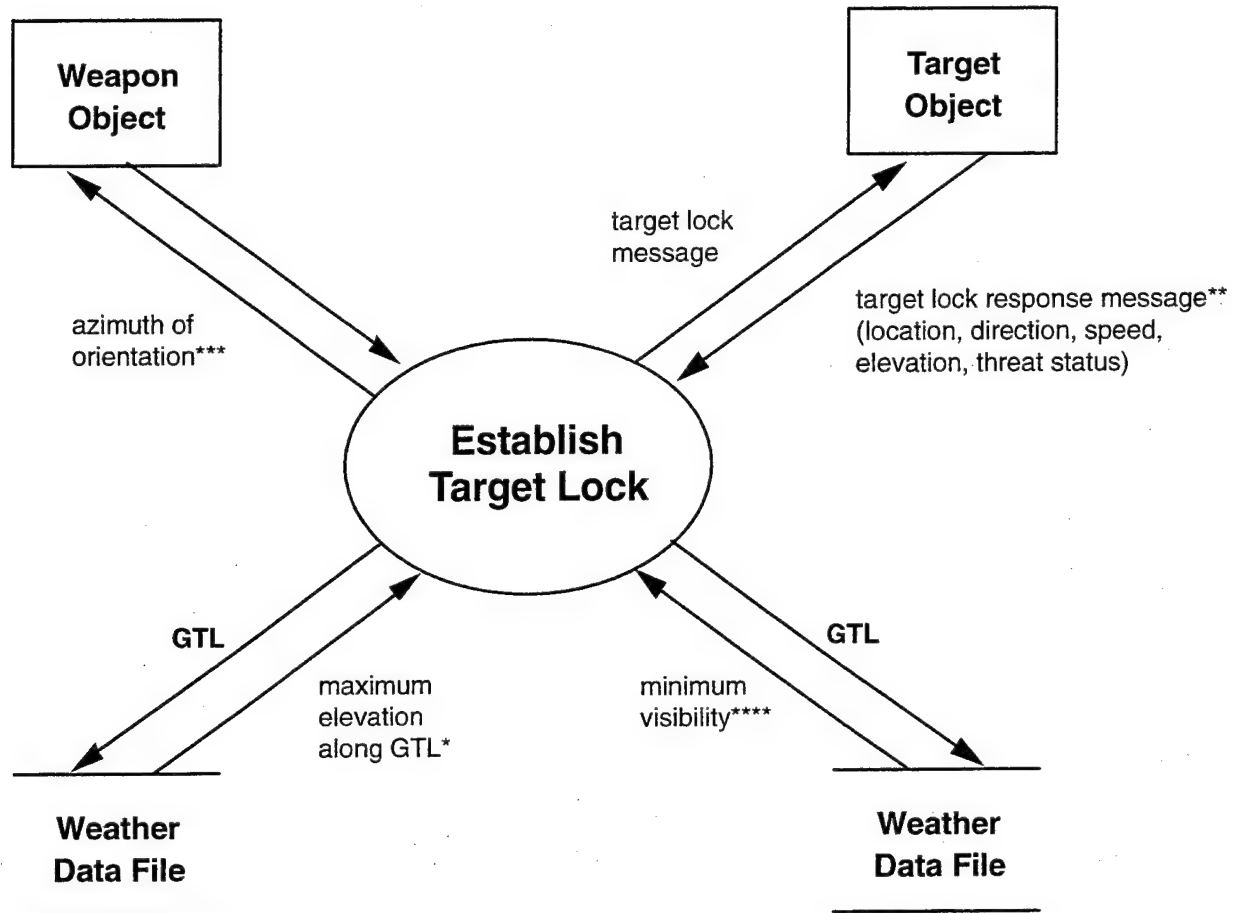 Weapon
Object
Target
Object
target lock
message
target lock response message**
(location, direction, speed,
elevation, threat status)
azimuth of
orientation***
Establish
Target Lock
GTL
GTL
maximum
elevation
along GTL*
minimum
visibility****
Weather
Data File
Weather
Data File